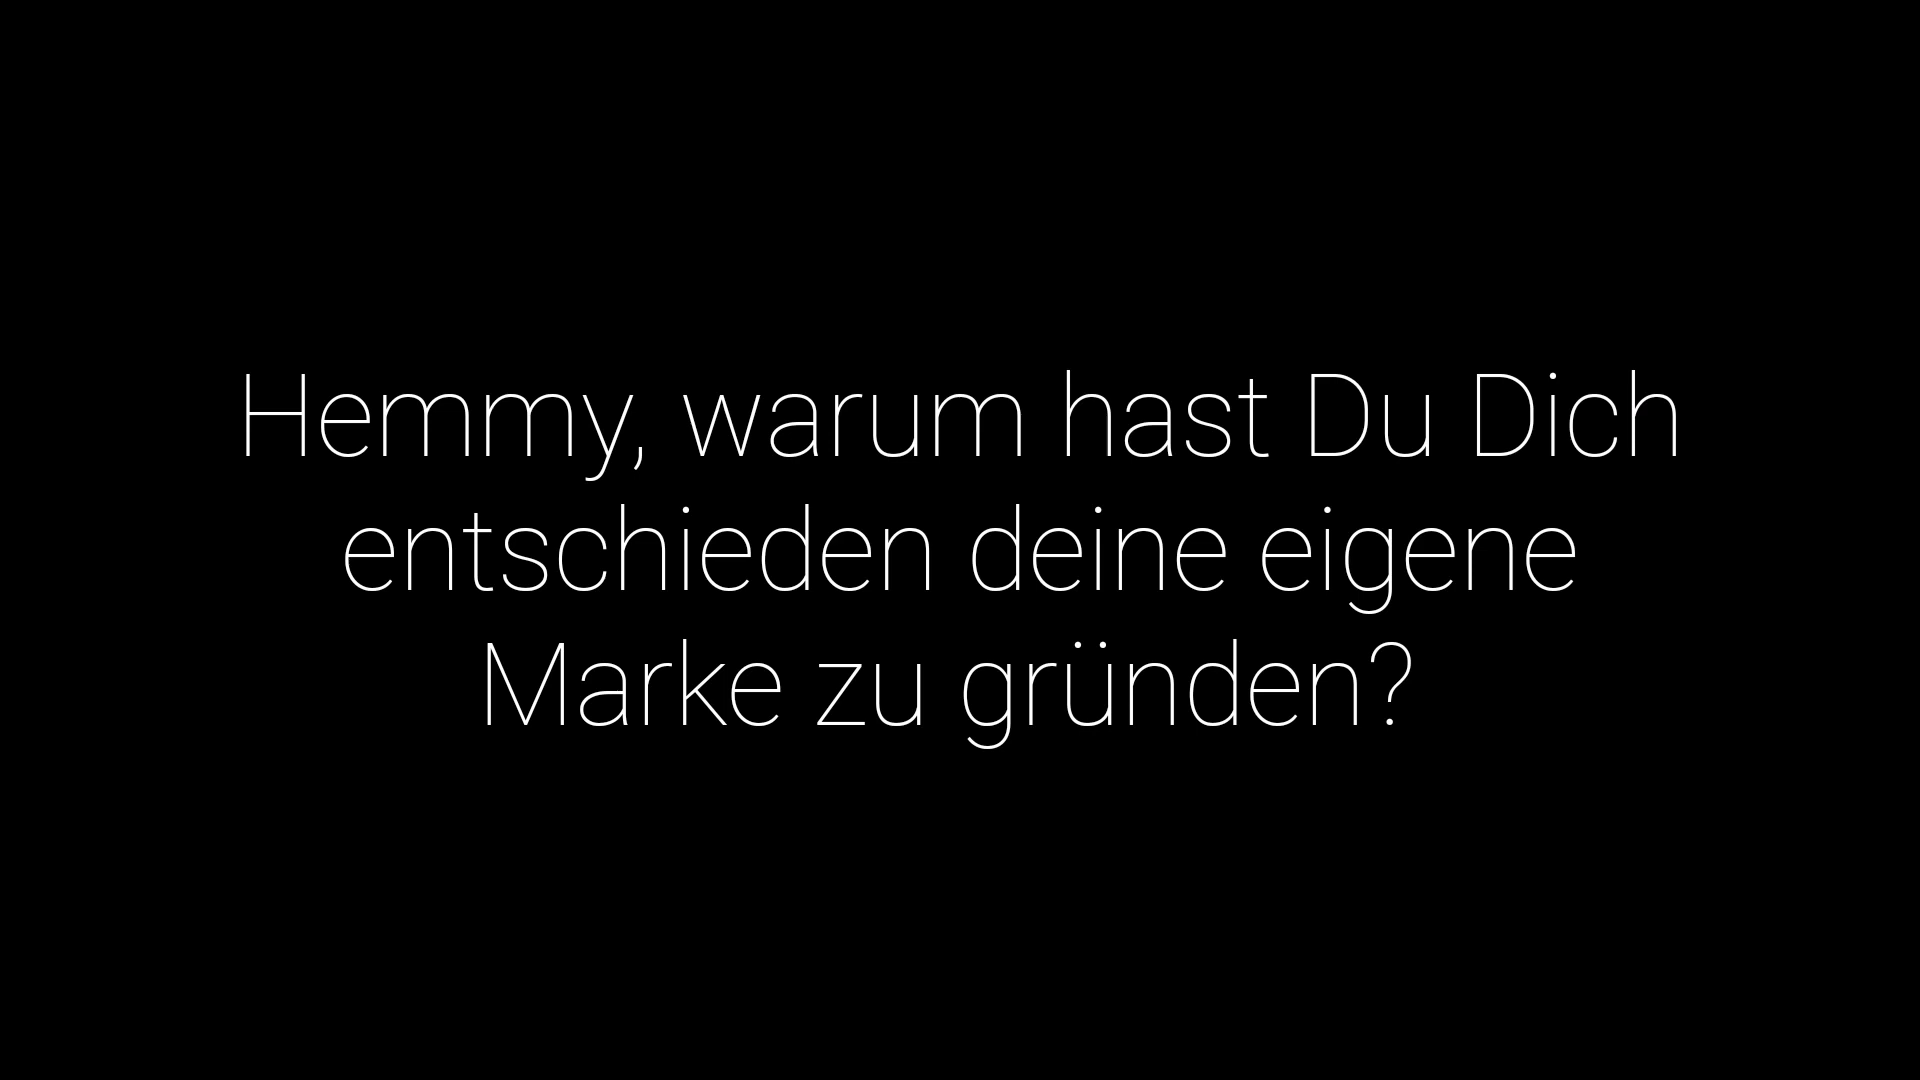 Hemmy, warum hast Du Dich
entschieden deine eigene
Marke zu gründen?